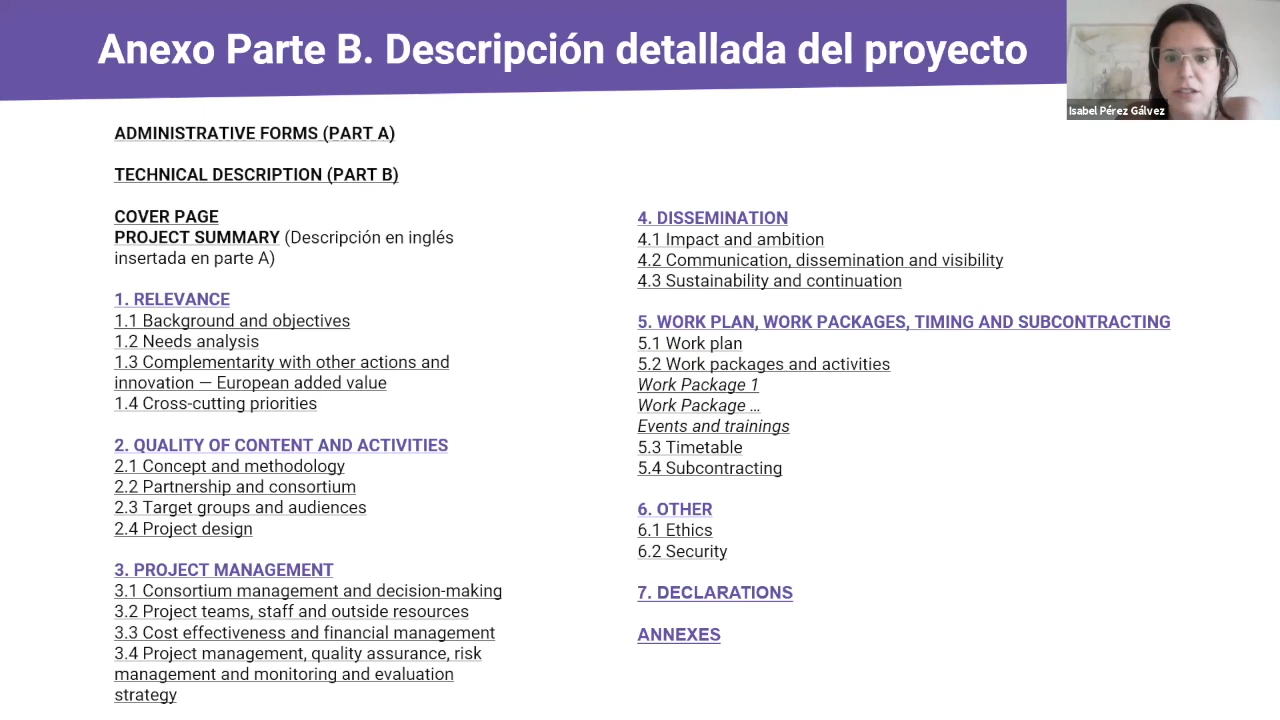 Anexo Parte B. Descripción detallada del proyecto
Isabel Pérez Gálvez
ADMINISTRATIVE FORMS (PART A)
TECHNICAL DESCRIPTION (PART B)
COVER PAGE
PROJECT SUMMARY (Descripción en inglés
insertada en parte A)
1. RELEVANCE
1.1 Background and objectives
1.2 Needs analysis
1.3 Complementarity with other actions and
innovation — European added value
1.4 Cross-cutting priorities
2. QUALITY OF CONTENT AND ACTIVITIES
2.1 Concept and methodology
2.2 Partnership and consortium
2.3 Target groups and audiences
2.4 Project design
3. PROJECT MANAGEMENT
3.1 Consortium management and decision-making
3.2 Project teams, staff and outside resources
3.3 Cost effectiveness and financial management
3.4 Project management, quality assurance, risk
management and monitoring and evaluation
strategy
4. DISSEMINATION
4.1 Impact and ambition
4.2 Communication, dissemination and visibility
4.3 Sustainability and continuation
5. WORK PLAN, WORK PACKAGES, TIMING AND SUBCONTRACTING
5.1 Work plan
5.2 Work packages and activities
Work Package 1
Work Package …
Events and trainings
5.3 Timetable
5.4 Subcontracting
6. OTHER
6.1 Ethics
6.2 Security
7. DECLARATIONS
ANNEXES